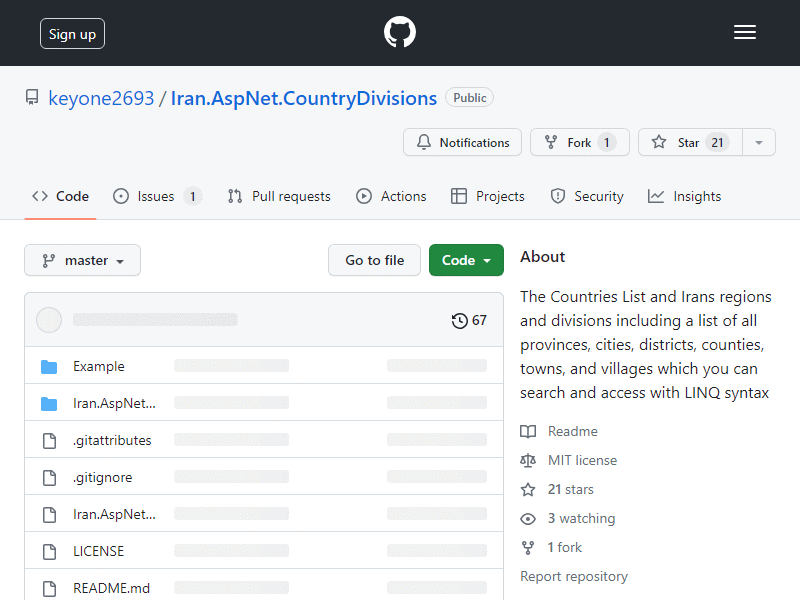 Sign up
keyone2693 / Iran.AspNet.CountryDivisions Public
Notifications Fork 1 Star 21
Code Issues 1 Pull requests Actions Projects Security Insights
master Go to file Code
67
Example
Iran.AspNet...
.gitattributes
.gitignore
Iran.AspNet...
LICENSE
README.md
About
The Countries List and Irans regions
and divisions including a list of all
provinces, cities, districts, counties,
towns, and villages which you can
search and access with LINQ syntax
Readme
MIT license
21 stars
3 watching
1 fork
Report repository